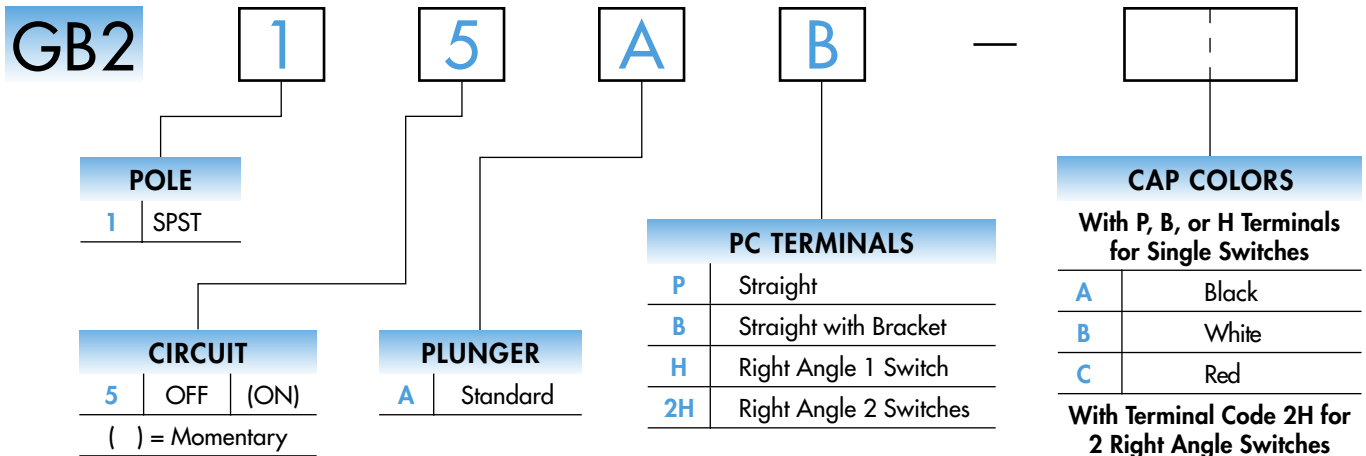 GB2 1 5 A B —
POLE
1 SPST
CIRCUIT
5 OFF (ON)
( ) = Momentary
PLUNGER
A Standard
PC TERMINALS
P Straight
B Straight with Bracket
H Right Angle 1 Switch
2H Right Angle 2 Switches
CAP COLORS
With P, B, or H Terminals
for Single Switches
A Black
B White
C Red
With Terminal Code 2H for
2 Right Angle Switches